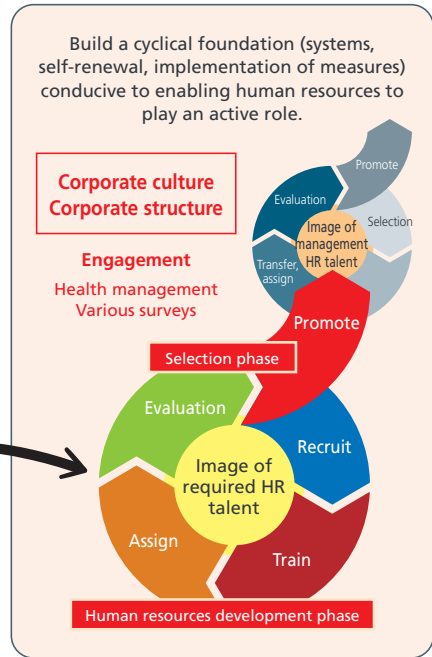 Build a cyclical foundation (systems,
self-renewal, implementation of measures)
conducive to enabling human resources to
play an active role.
Corporate culture
Corporate structure
Engagement
Health management
Various surveys
Promote
Evaluation
Selection
Image of
management
HR talent
Transfer,
assign
Promote
Selection phase
Evaluation
Recruit
Image of
required HR
talent
Assign
Train
Human resources development phase